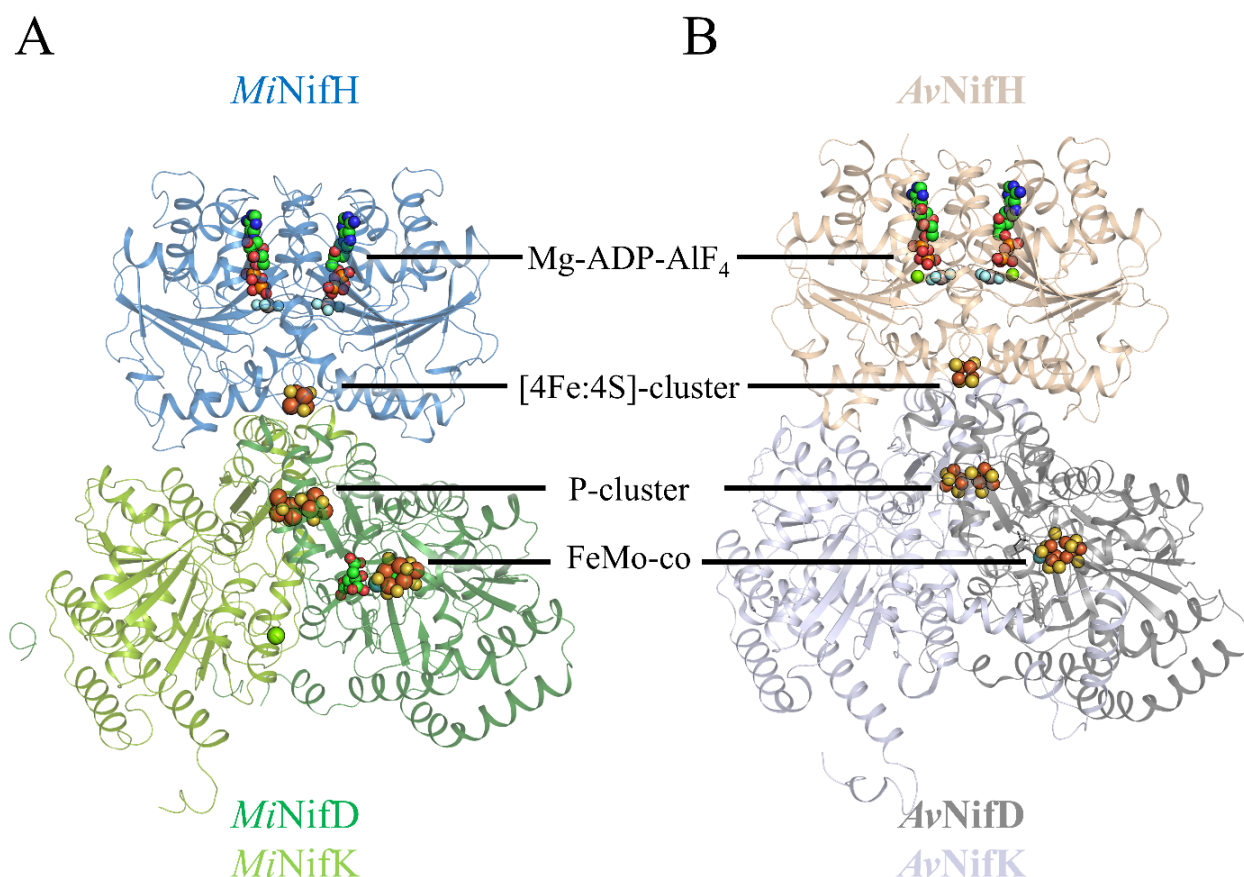 A
B
MiNifH
AvNifH
Mg-ADP-AlF₄
[4Fe:4S]-cluster
P-cluster
FeMo-co
MiNifD
AvNifD
MiNifK
AvNifK